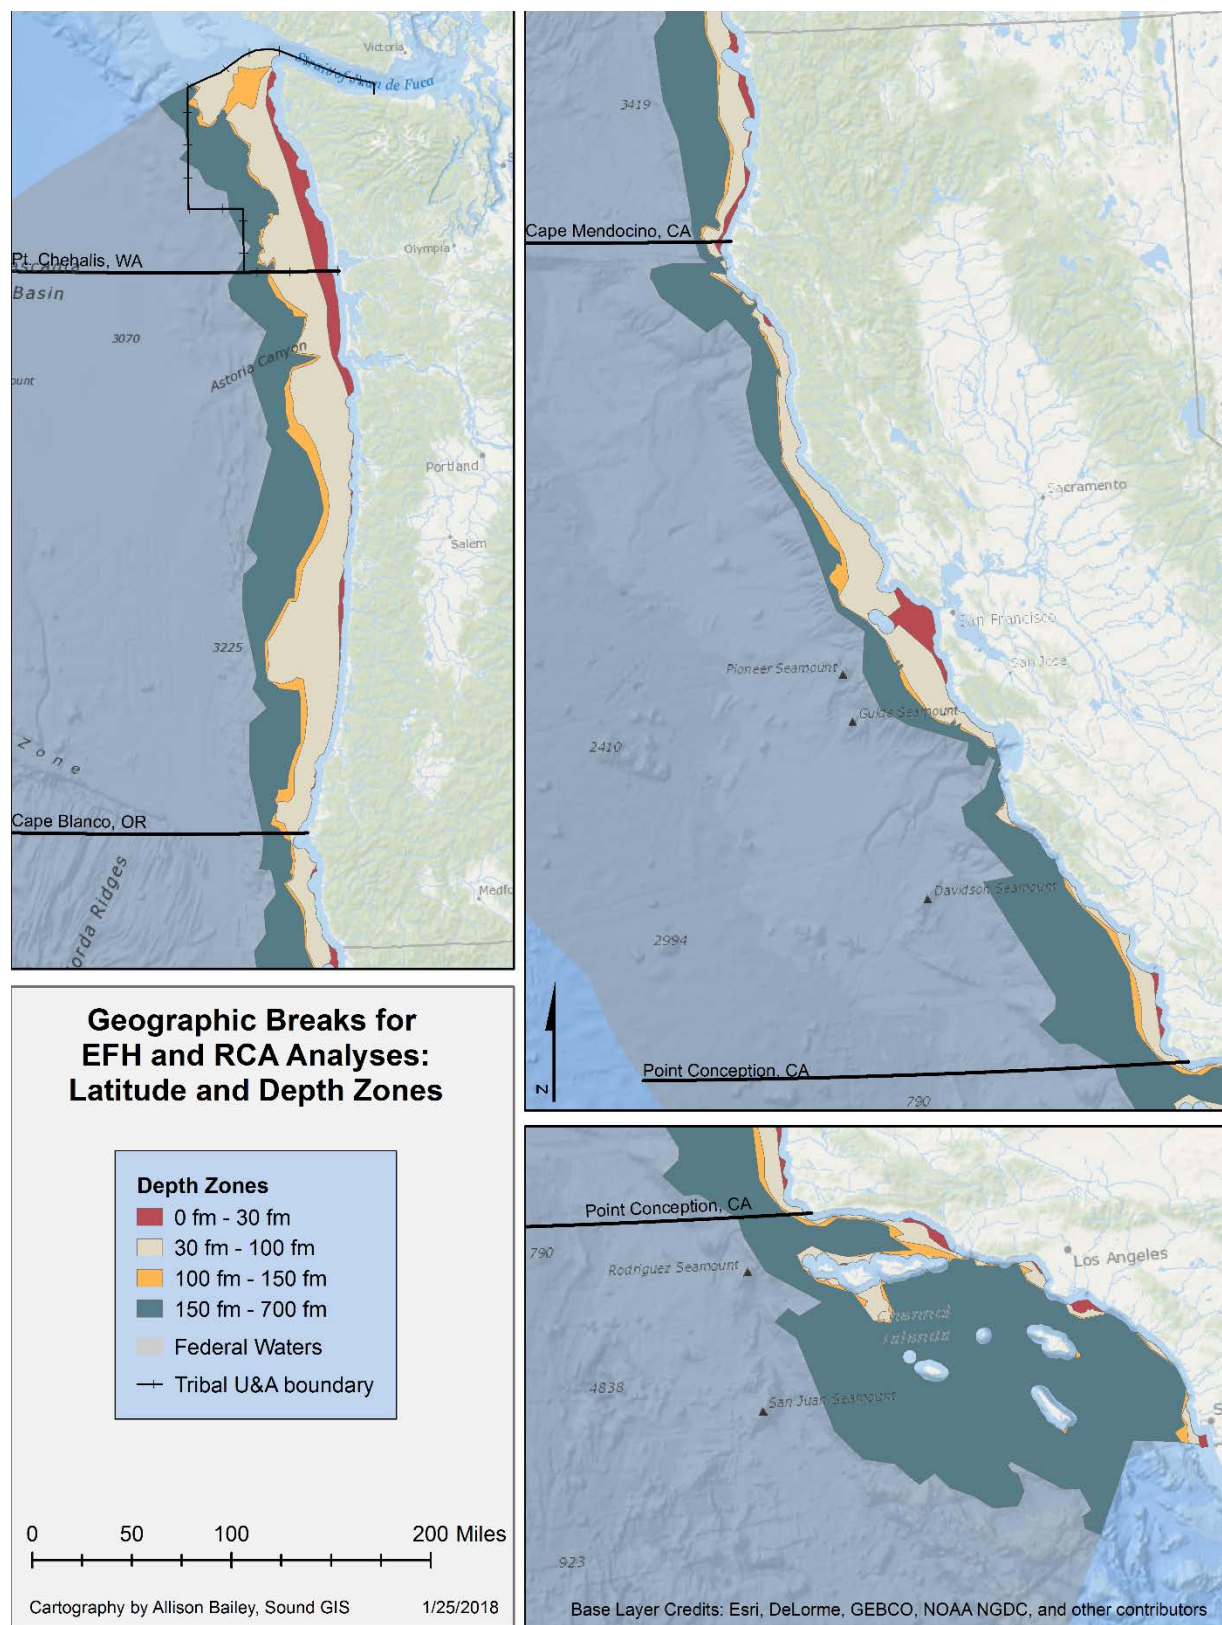 Victoria
Strait of Juan de Fuca
Olympia
Pt. Chehalis, WA
Basin
3070
Astoria Canyon
Portland
Salem
3225
Zone
Cape Blanco, OR
Medfo
orda Ridges
3419
Cape Mendocino, CA
Sacramento
San Francisco
San Jose
Pioneer Seamount
Guide Seamount
2410
Davidson Seamount
2994
N
Point Conception, CA
790
Geographic Breaks for
EFH and RCA Analyses:
Latitude and Depth Zones
Depth Zones
0 fm - 30 fm
30 fm - 100 fm
100 fm - 150 fm
150 fm - 700 fm
Federal Waters
Tribal U&A boundary
0 50 100 200 Miles
Cartography by Allison Bailey, Sound GIS 1/25/2018
Point Conception, CA
790
Los Angeles
Rodriguez Seamount
Channel
Islands
4838
San Juan Seamount
S
923
Base Layer Credits: Esri, DeLorme, GEBCO, NOAA NGDC, and other contributors